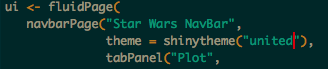 ui <- fluidPage(
navbarPage("Star Wars NavBar",
theme = shinytheme("united"),
tabPanel("Plot",